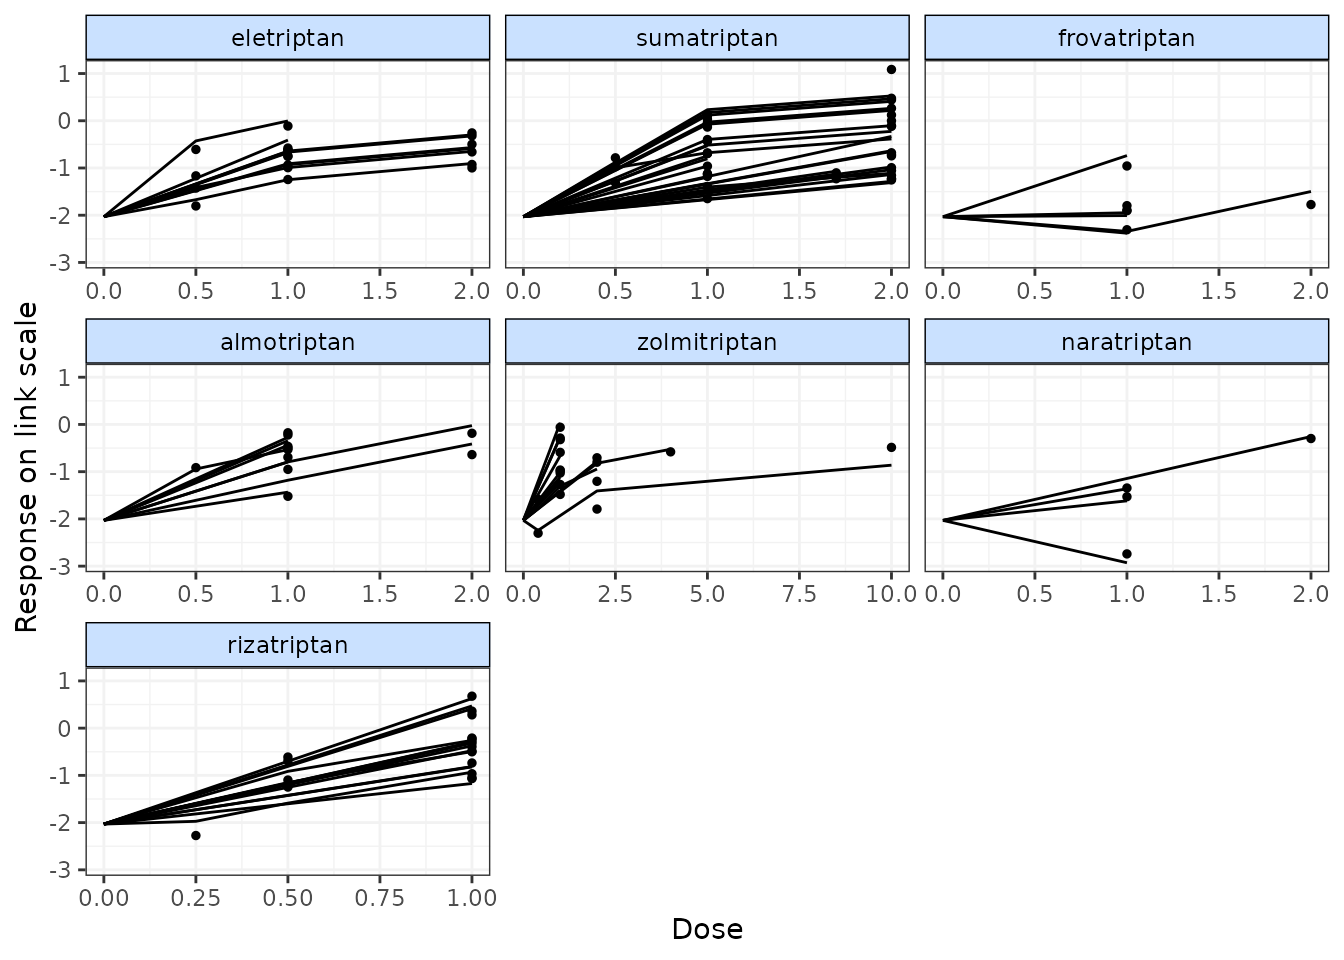 eletriptan sumatriptan frovatriptan
1
0
-1
-2
-3
0.0 0.5 1.0 1.5 2.0 0.0 0.5 1.0 1.5 2.0 0.0 0.5 1.0 1.5 2.0
almotriptan zolmitriptan naratriptan
1
0
-1
-2
-3
0.0 0.5 1.0 1.5 2.0 0.0 2.5 5.0 7.5 10.0 0.0 0.5 1.0 1.5 2.0
rizatriptan
1
0
-1
-2
-3
0.00 0.25 0.50 0.75 1.00
Response on link scale
Dose